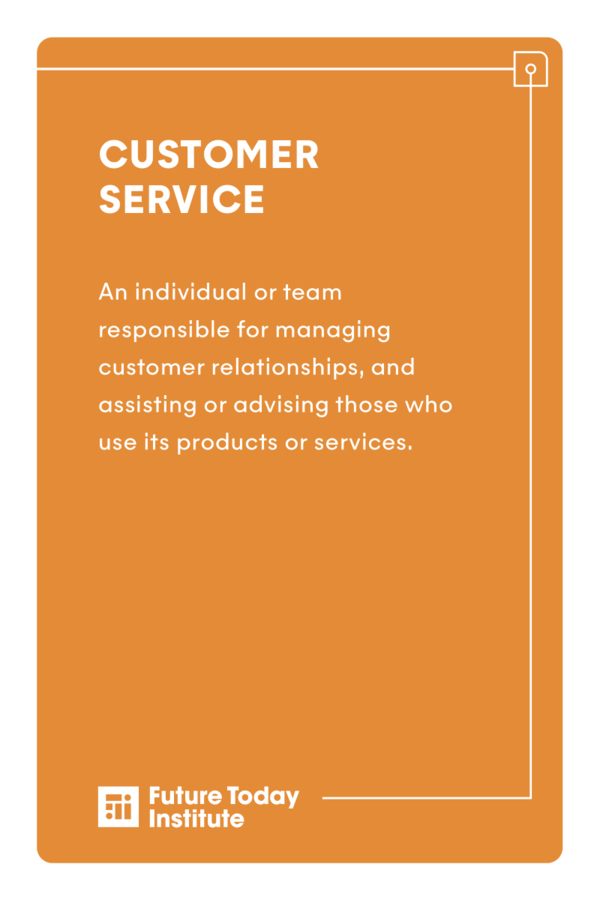 CUSTOMER
SERVICE
An individual or team
responsible for managing
customer relationships, and
assisting or advising those who
use its products or services.
Future Today
Institute